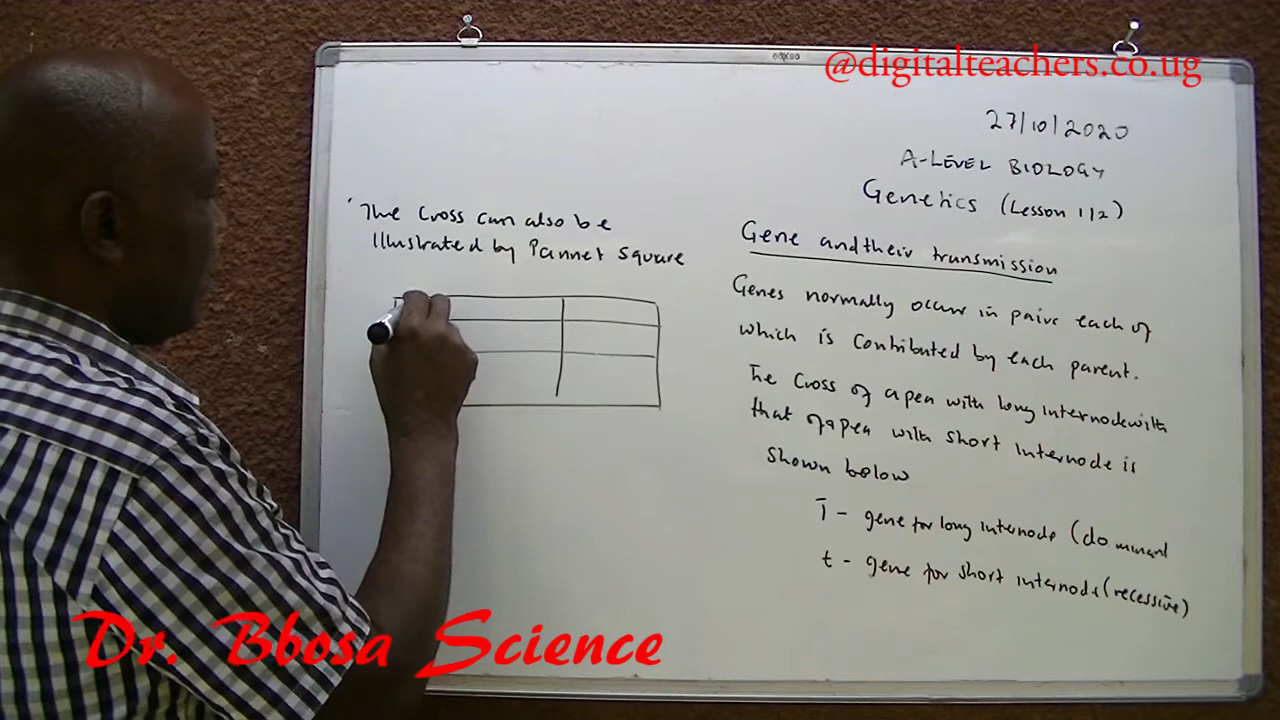 @digitalteachers.co.ug
27/10/2020
A-LEVEL BIOLOGY
Genetics (Lesson 1/2)
The Cross can also be
Illustrated by Pannet Square
Gene and their transmission
Genes normally occur in pairs each of
which is contributed by each parent.
The Cross of a pea with long internode with
that of a pea with short internode is
shown below
T - gene for long internode (dominant
t - gene for short internode (recessive)
Dr. Bbosa Science